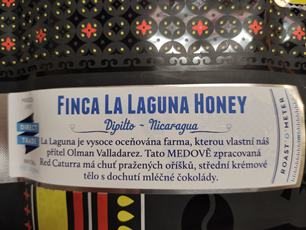 FINCA LA LAGUNA HONEY
Dipilto - Nicaragua
DIRECT
TRADE
La Laguna je vysoce oceňována farma, kterou vlastní náš
přítel Olman Valladarez. Tato MEDOVĚ zpracovaná
Red Caturra má chuť pražených oříšků, střední krémové
tělo s dochutí mléčné čokolády.
ROAST-O-METER